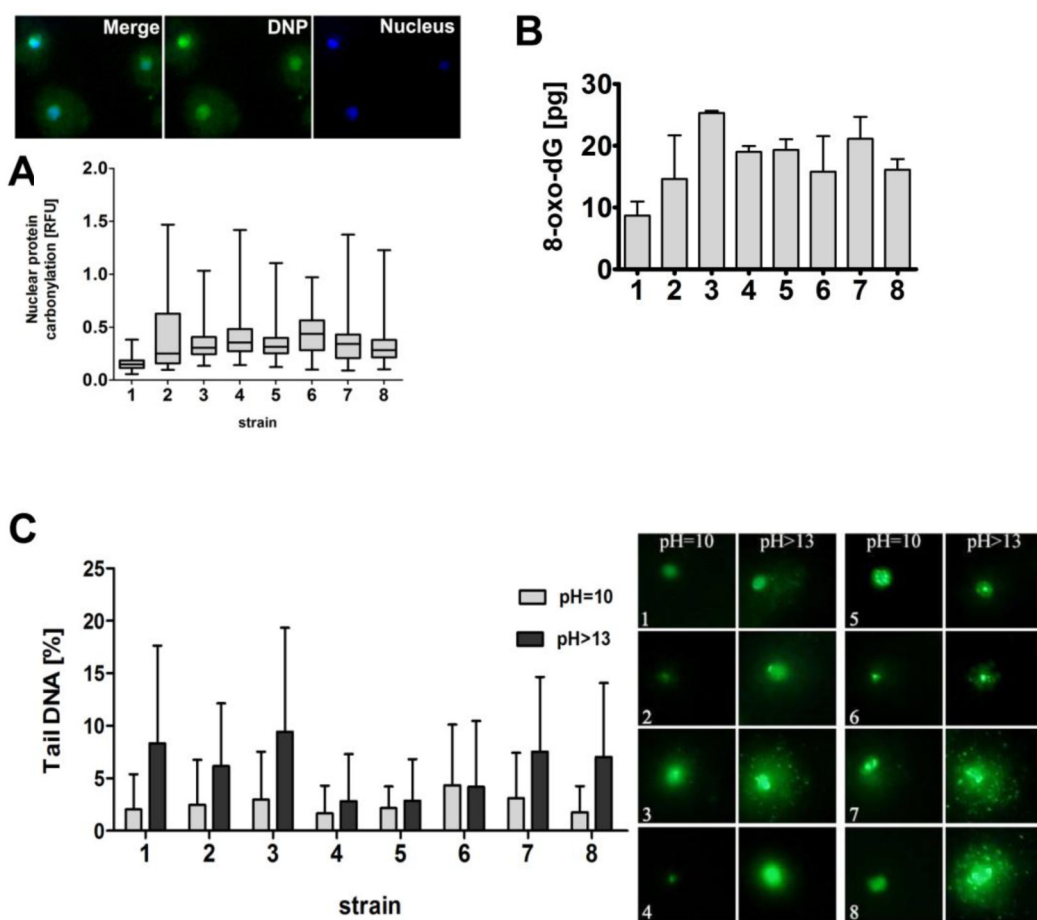 Merge DNP Nucleus
A
2.0
1.5
1.0
0.5
0.0
Nuclear protein
carbonylation [RFU]
1 2 3 4 5 6 7 8
strain
B
30
20
10
0
8-oxo-dG [pg]
1 2 3 4 5 6 7 8
C
25
20
15
10
5
0
Tail DNA [%]
pH=10
pH>13
1 2 3 4 5 6 7 8
strain
pH=10 pH>13 pH=10 pH>13
1 5
2 6
3 7
4 8